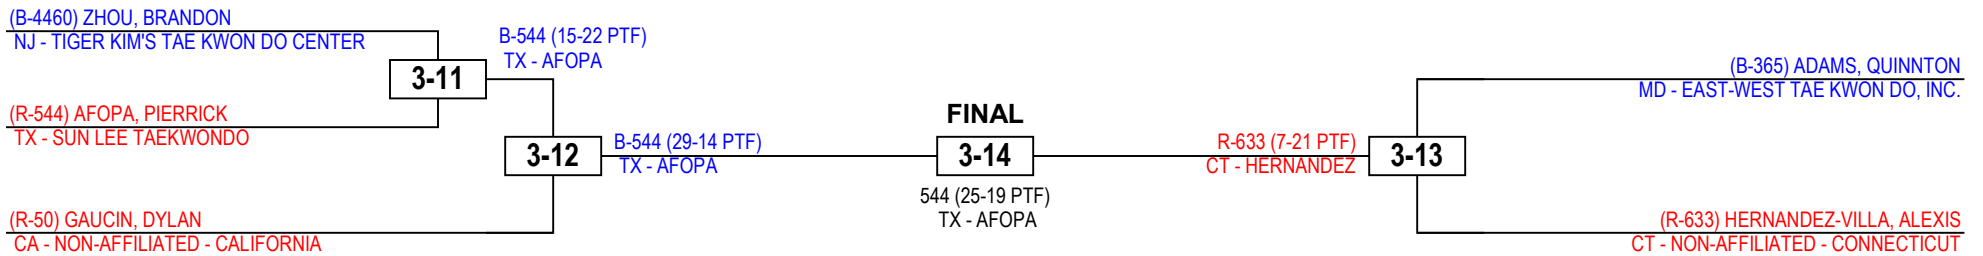 (B-4460) ZHOU, BRANDON
NJ - TIGER KIM'S TAE KWON DO CENTER
3-11
(R-544) AFOPA, PIERRICK
TX - SUN LEE TAEKWONDO
B-544 (15-22 PTF)
TX - AFOPA
3-12
(R-50) GAUCIN, DYLAN
CA - NON-AFFILIATED - CALIFORNIA
B-544 (29-14 PTF)
TX - AFOPA
FINAL
3-14
544 (25-19 PTF)
TX - AFOPA
R-633 (7-21 PTF)
CT - HERNANDEZ
3-13
(B-365) ADAMS, QUINNTON
MD - EAST-WEST TAE KWON DO, INC.
(R-633) HERNANDEZ-VILLA, ALEXIS
CT - NON-AFFILIATED - CONNECTICUT